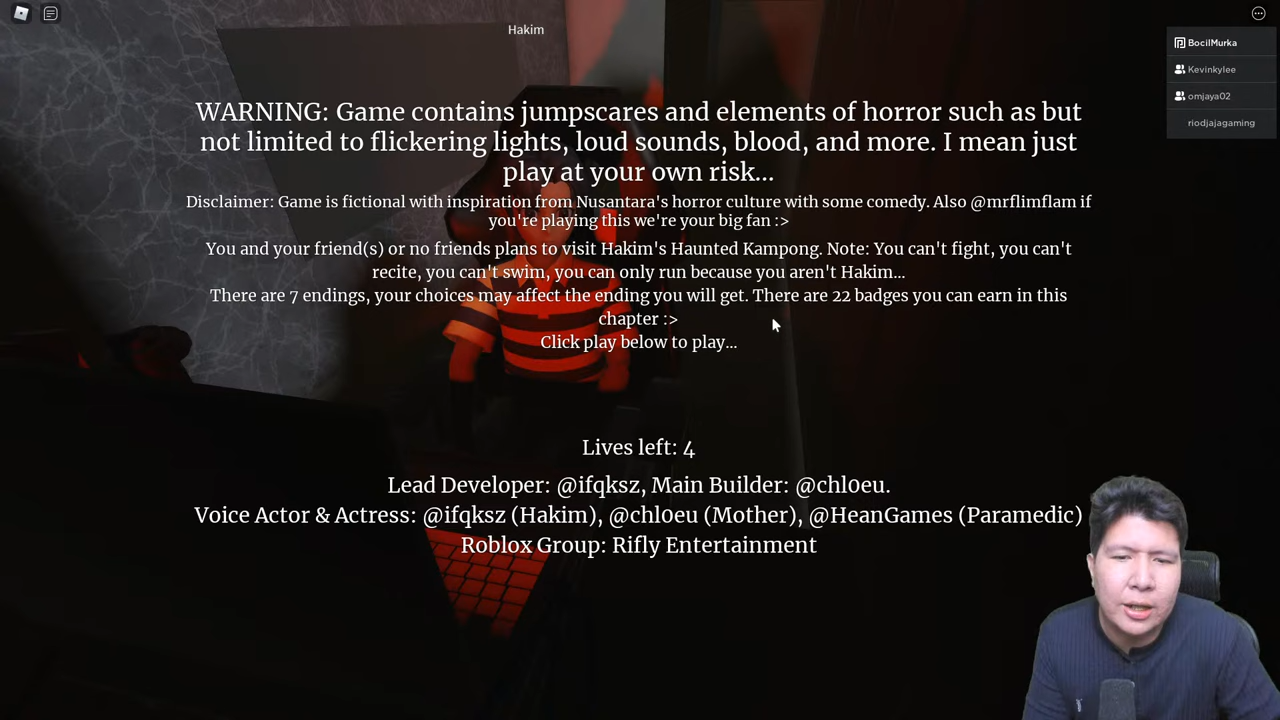 Hakim
BocilMurka
Kevinkylee
omjaya02
riodjajagaming
WARNING: Game contains jumpscares and elements of horror such as but
not limited to flickering lights, loud sounds, blood, and more. I mean just
play at your own risk...
Disclaimer: Game is fictional with inspiration from Nusantara's horror culture with some comedy. Also @mrflimflam if
you're playing this we're your big fan :>
You and your friend(s) or no friends plans to visit Hakim's Haunted Kampong. Note: You can't fight, you can't
recite, you can't swim, you can only run because you aren't Hakim...
There are 7 endings, your choices may affect the ending you will get. There are 22 badges you can earn in this
chapter :>
Click play below to play...
Lives left: 4
Lead Developer: @ifqksz, Main Builder: @chl0eu.
Voice Actor & Actress: @ifqksz (Hakim), @chl0eu (Mother), @HeanGames (Paramedic)
Roblox Group: Rifly Entertainment